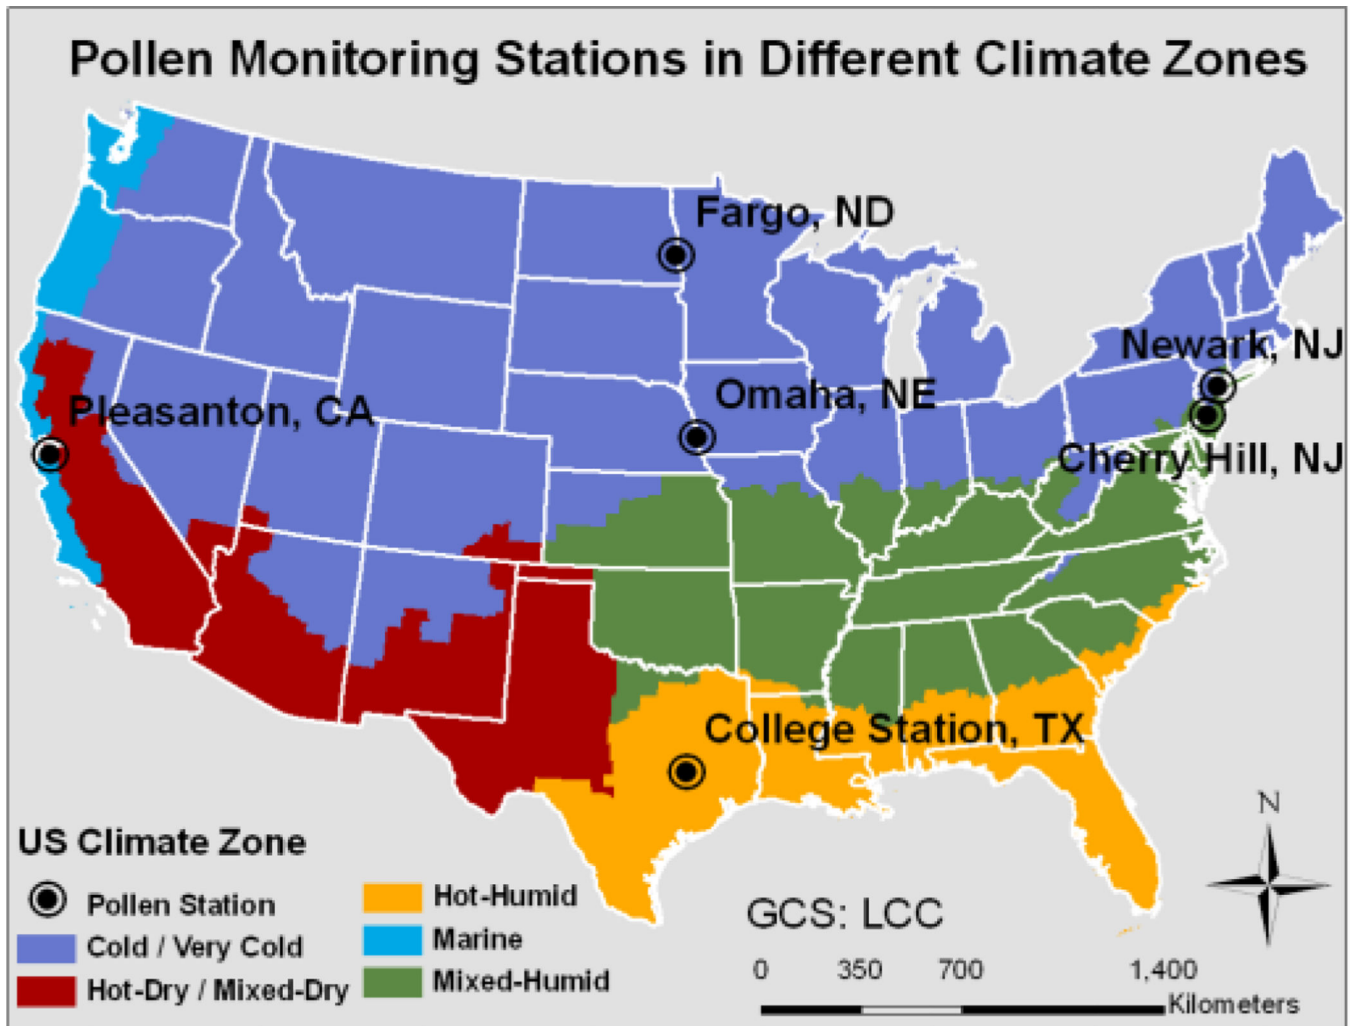 Pollen Monitoring Stations in Different Climate Zones
Fargo, ND
Newark, NJ
Omaha, NE
Pleasanton, CA
Cherry Hill, NJ
College Station, TX
N
US Climate Zone
Pollen Station
Cold / Very Cold
Hot-Dry / Mixed-Dry
Hot-Humid
Marine
Mixed-Humid
GCS: LCC
0 350 700 1,400
Kilometers